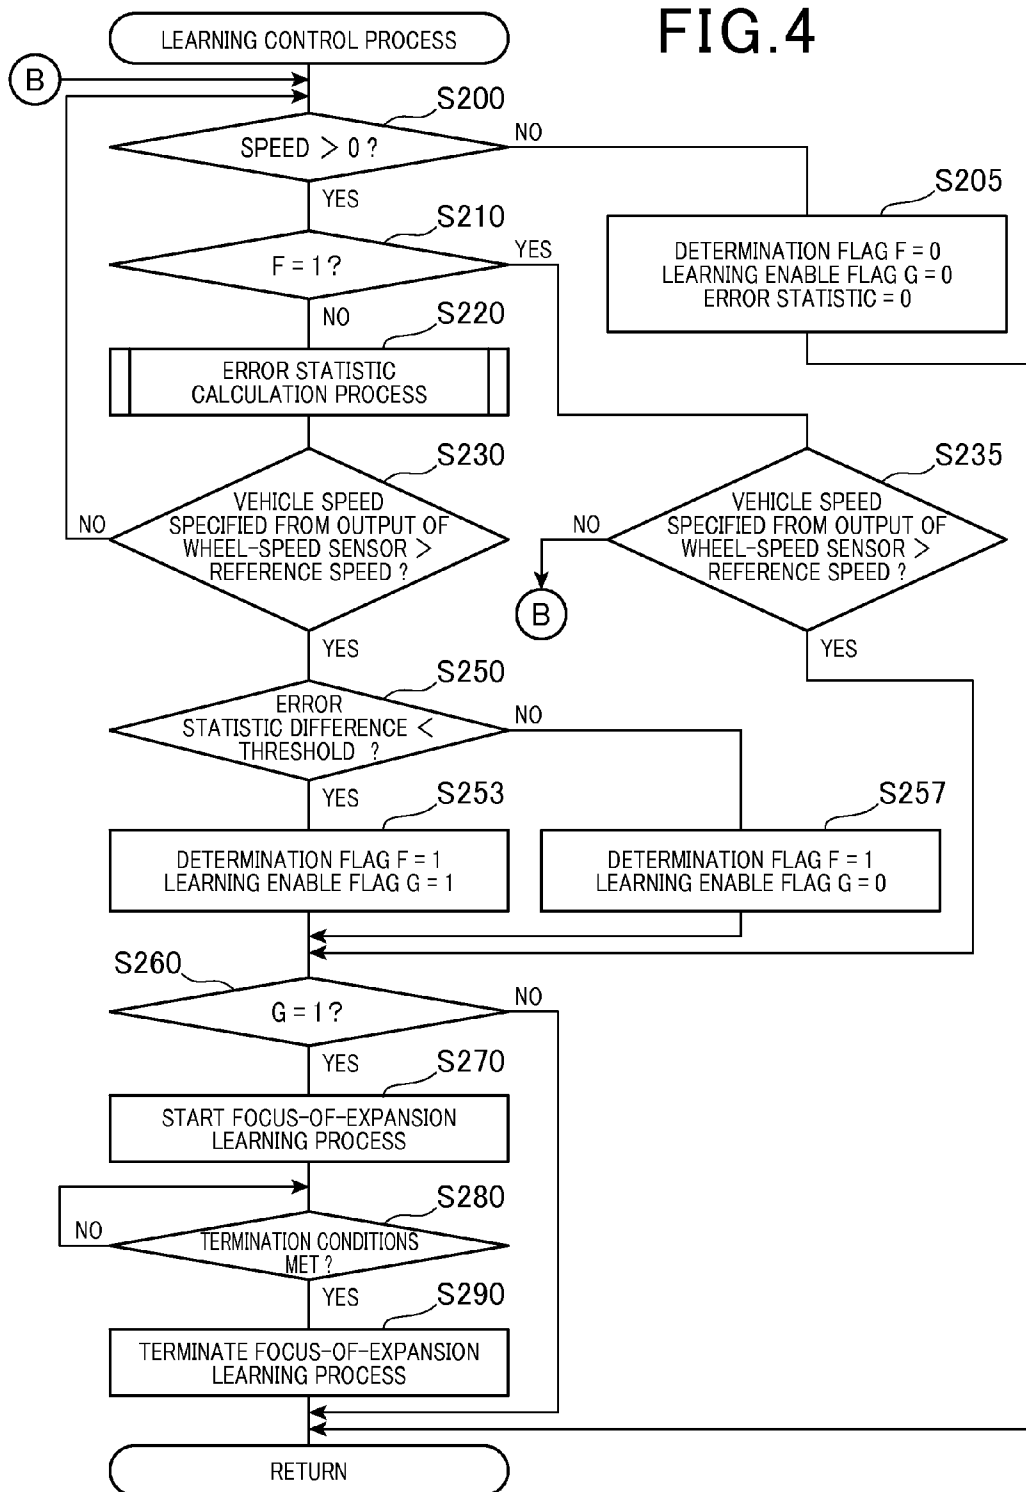 FIG.4
LEARNING CONTROL PROCESS
B
S200
SPEED > 0 ?
NO
YES
S205
DETERMINATION FLAG F = 0
LEARNING ENABLE FLAG G = 0
ERROR STATISTIC = 0
S210
F = 1 ?
YES
NO
S220
ERROR STATISTIC
CALCULATION PROCESS
S230
VEHICLE SPEED
SPECIFIED FROM OUTPUT OF
WHEEL-SPEED SENSOR >
REFERENCE SPEED ?
NO
YES
S235
VEHICLE SPEED
SPECIFIED FROM OUTPUT OF
WHEEL-SPEED SENSOR >
REFERENCE SPEED ?
NO
B
YES
S250
ERROR
STATISTIC DIFFERENCE <
THRESHOLD ?
NO
YES
S253
DETERMINATION FLAG F = 1
LEARNING ENABLE FLAG G = 1
S257
DETERMINATION FLAG F = 1
LEARNING ENABLE FLAG G = 0
S260
G = 1 ?
NO
YES
S270
START FOCUS-OF-EXPANSION
LEARNING PROCESS
S280
TERMINATION CONDITIONS
MET ?
NO
YES
S290
TERMINATE FOCUS-OF-EXPANSION
LEARNING PROCESS
RETURN